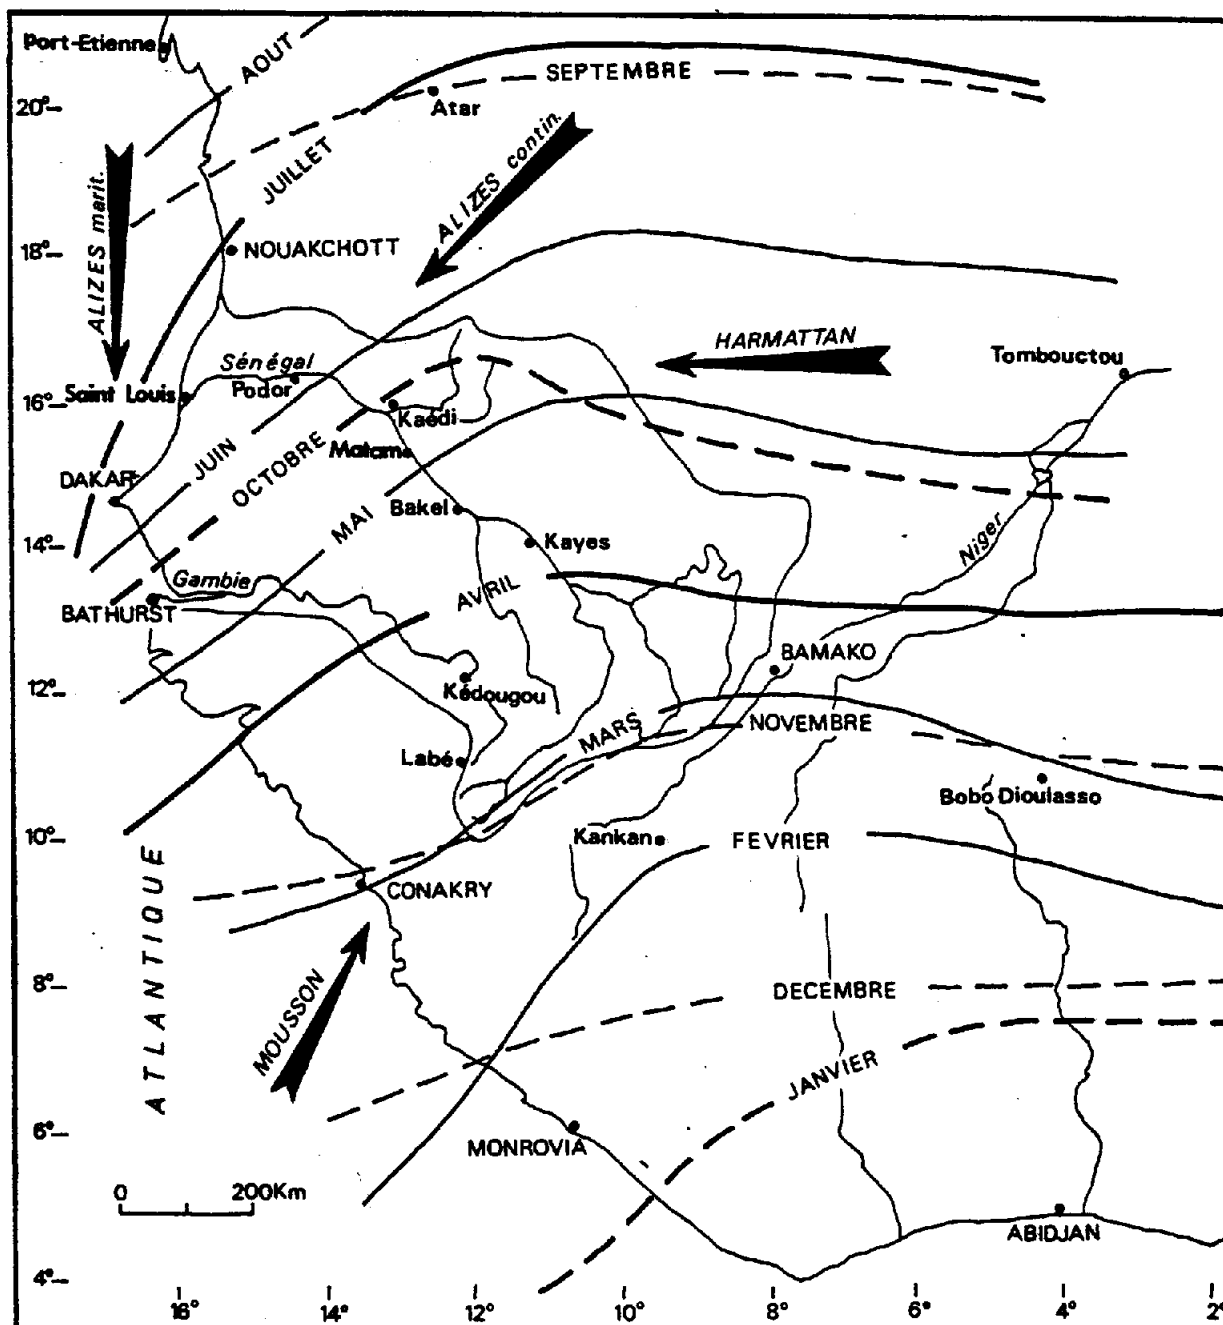 Port-Etienne
AOUT
SEPTEMBRE
20°
Atar
JUILLET
ALIZES contin.
ALIZES marit.
18°
NOUAKCHOTT
HARMATTAN
Tombouctou
Sénégal
Podor
Saint Louis
16°
Kaédi
JUIN
OCTOBRE
Matam
DAKAR
MAI
Bakel
Niger
14°
Kayes
Gambie
AVRIL
BATHURST
BAMAKO
12°
Kédougou
MARS
NOVEMBRE
Labé
Bobo Dioulasso
10°
Kankan
FEVRIER
CONAKRY
ATLANTIQUE
8°
DECEMBRE
MOUSSON
JANVIER
6°
MONROVIA
0 200Km
ABIDJAN
4°
16° 14° 12° 10° 8° 6° 4° 2°